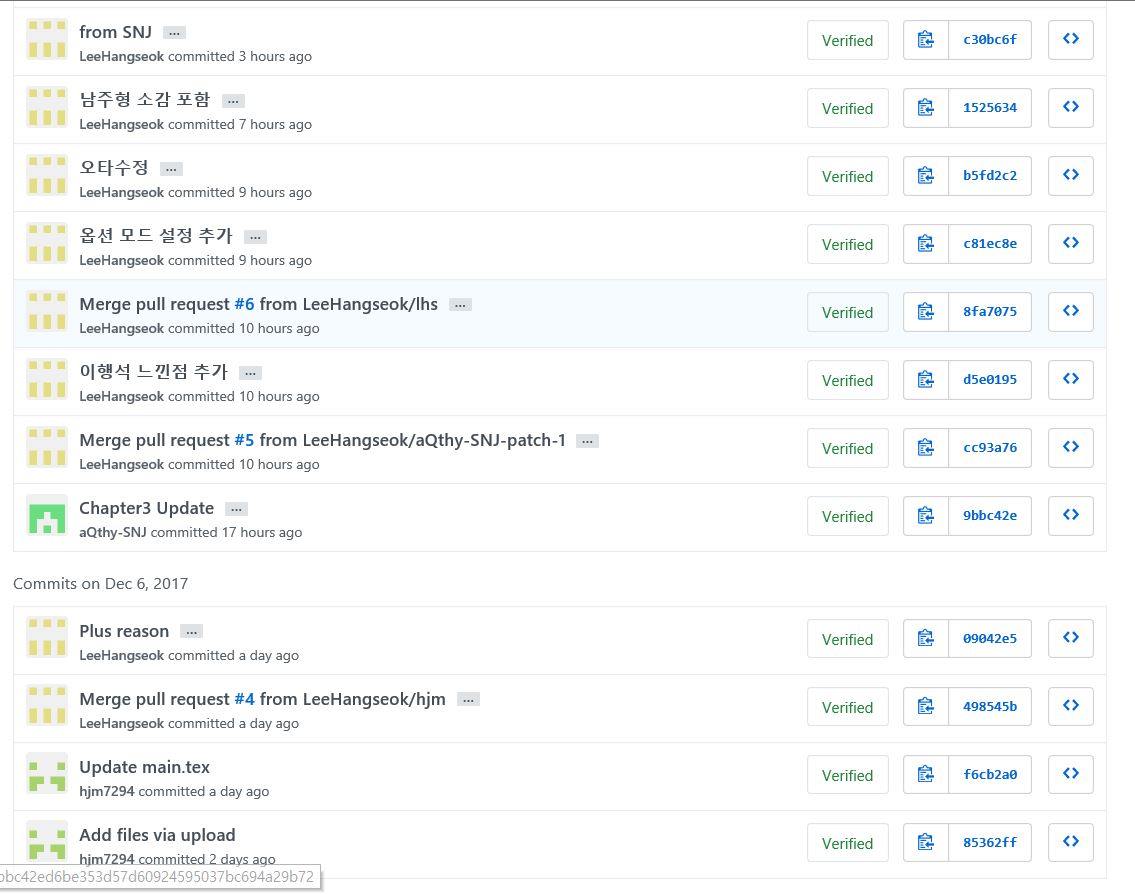 from SNJ …
LeeHangseok committed 3 hours ago
Verified
c30bc6f
남주형 소감 포함 …
LeeHangseok committed 7 hours ago
Verified
1525634
오타수정 …
LeeHangseok committed 9 hours ago
Verified
b5fd2c2
옵션 모드 설정 추가 …
LeeHangseok committed 9 hours ago
Verified
c81ec8e
Merge pull request #6 from LeeHangseok/lhs …
LeeHangseok committed 10 hours ago
Verified
8fa7075
이행석 느낀점 추가 …
LeeHangseok committed 10 hours ago
Verified
d5e0195
Merge pull request #5 from LeeHangseok/aQthy-SNJ-patch-1 …
LeeHangseok committed 10 hours ago
Verified
cc93a76
Chapter3 Update …
aQthy-SNJ committed 17 hours ago
Verified
9bbc42e
Commits on Dec 6, 2017
Plus reason …
LeeHangseok committed a day ago
Verified
09042e5
Merge pull request #4 from LeeHangseok/hjm …
LeeHangseok committed a day ago
Verified
498545b
Update main.tex
hjm7294 committed a day ago
Verified
f6cb2a0
Add files via upload
hjm7294 committed 2 days ago
Verified
85362ff
bbc42ed6be353d57d60924595037bc694a29b72